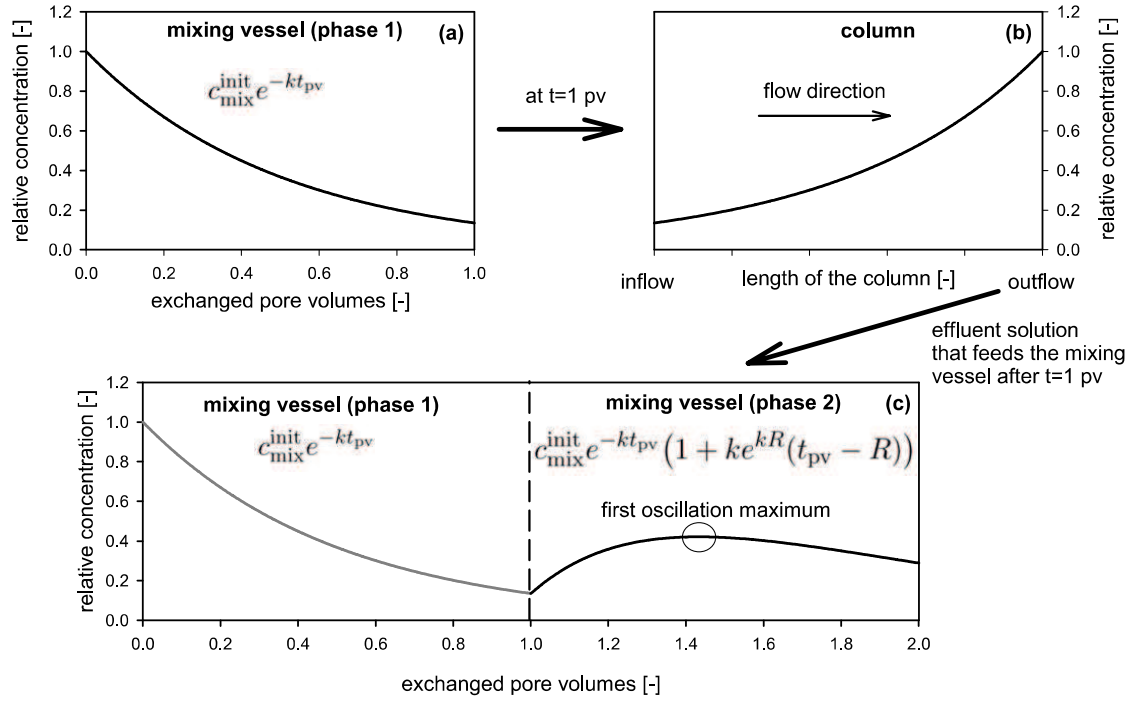 mixing vessel (phase 1) (a)
c_mix^init e^{-kt_pv}
relative concentration [-]
1.2
1.0
0.8
0.6
0.4
0.2
0.0
0.0 0.2 0.4 0.6 0.8 1.0
exchanged pore volumes [-]
at t=1 pv
column (b)
flow direction
1.2
1.0
0.8
0.6
0.4
0.2
0.0
relative concentration [-]
inflow length of the column [-] outflow
effluent solution
that feeds the mixing
vessel after t=1 pv
mixing vessel (phase 1) mixing vessel (phase 2) (c)
c_mix^init e^{-kt_pv} c_mix^init e^{-kt_pv}(1 + ke^{kR}(t_pv − R))
first oscillation maximum
relative concentration [-]
1.2
1.0
0.8
0.6
0.4
0.2
0.0
0.0 0.2 0.4 0.6 0.8 1.0 1.2 1.4 1.6 1.8 2.0
exchanged pore volumes [-]